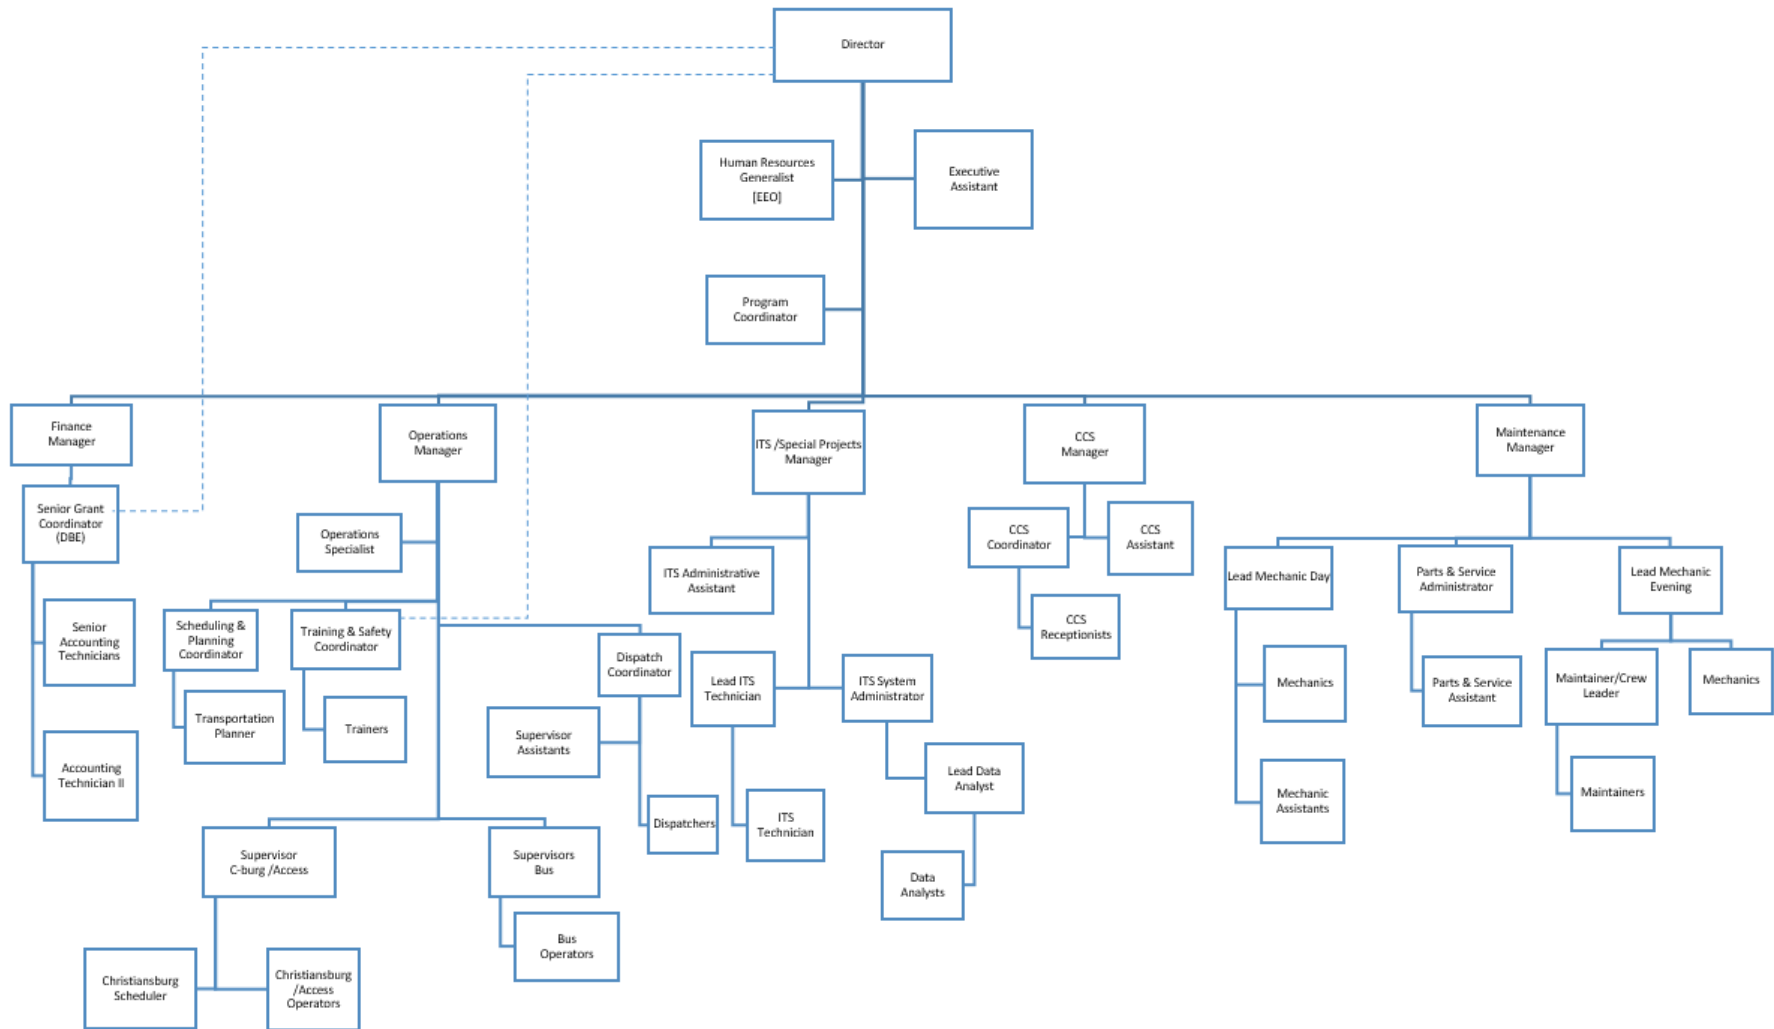 Director
Human Resources
Generalist
[EEO]
Executive
Assistant
Program
Coordinator
Finance
Manager
Operations
Manager
ITS /Special Projects
Manager
CCS
Manager
Maintenance
Manager
Senior Grant
Coordinator
(DBE)
Operations
Specialist
CCS
Coordinator
CCS
Assistant
ITS Administrative
Assistant
Lead Mechanic Day
Parts & Service
Administrator
Lead Mechanic
Evening
Senior
Accounting
Technicians
Scheduling &
Planning
Coordinator
Training & Safety
Coordinator
Dispatch
Coordinator
CCS
Receptionists
Lead ITS
Technician
ITS System
Administrator
Mechanics
Parts & Service
Assistant
Maintainer/Crew
Leader
Mechanics
Transportation
Planner
Trainers
Supervisor
Assistants
Accounting
Technician II
Lead Data
Analyst
Mechanic
Assistants
Maintainers
Dispatchers
ITS
Technician
Supervisor
C-burg /Access
Supervisors
Bus
Data
Analysts
Bus
Operators
Christiansburg
Scheduler
Christiansburg
/Access
Operators